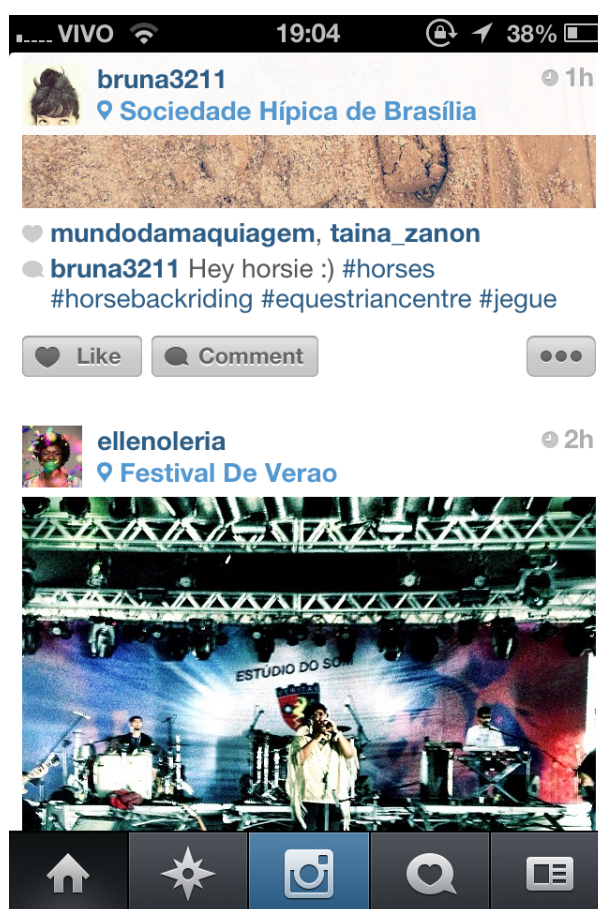 VIVO 19:04 38%
bruna3211 1h
Sociedade Hípica de Brasília
mundodamaquiagem, taina_zanon
bruna3211 Hey horsie :) #horses
#horsebackriding #equestriancentre #jegue
Like Comment
ellenoleria 2h
Festival De Verao
ESTÚDIO DO SOM